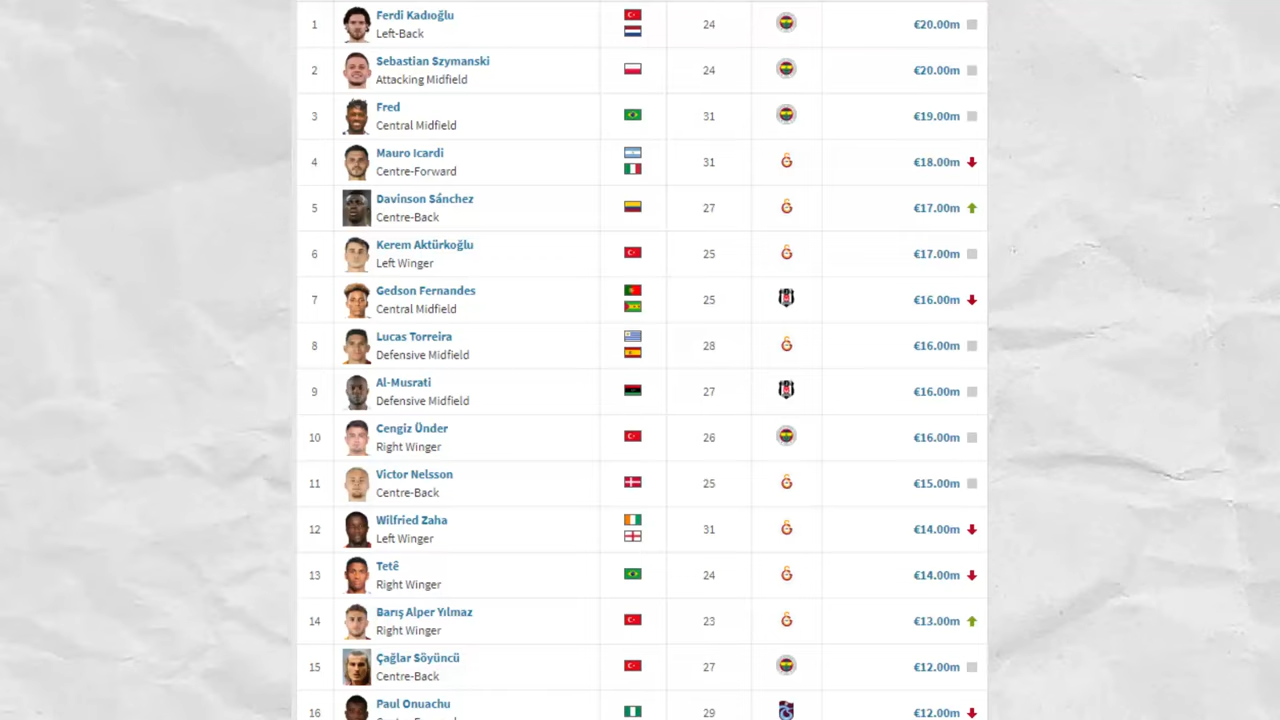 1
Ferdi Kadıoğlu
Left-Back
24
€20.00m
2
Sebastian Szymanski
Attacking Midfield
24
€20.00m
3
Fred
Central Midfield
31
€19.00m
4
Mauro Icardi
Centre-Forward
31
€18.00m
5
Davinson Sánchez
Centre-Back
27
€17.00m
6
Kerem Aktürkoğlu
Left Winger
25
€17.00m
7
Gedson Fernandes
Central Midfield
25
€16.00m
8
Lucas Torreira
Defensive Midfield
28
€16.00m
9
Al-Musrati
Defensive Midfield
27
€16.00m
10
Cengiz Ünder
Right Winger
26
€16.00m
11
Victor Nelsson
Centre-Back
25
€15.00m
12
Wilfried Zaha
Left Winger
31
€14.00m
13
Tetê
Right Winger
24
€14.00m
14
Barış Alper Yılmaz
Right Winger
23
€13.00m
15
Çağlar Söyüncü
Centre-Back
27
€12.00m
16
Paul Onuachu
29
€12.00m